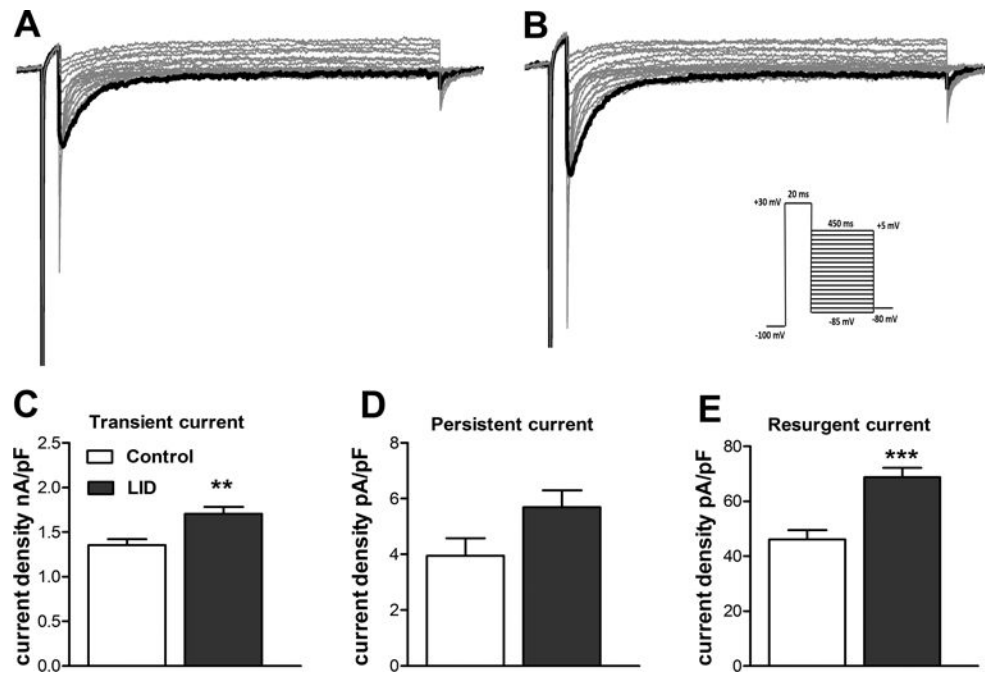 A
B
20 ms
+30 mV
450 ms
+5 mV
-85 mV
-80 mV
-100 mV
C
Transient current
current density nA/pF
2.5
2.0
1.5
1.0
0.5
0.0
Control
LID
**
D
Persistent current
current density pA/pF
8
6
4
2
0
E
Resurgent current
current density pA/pF
80
60
40
20
0
***